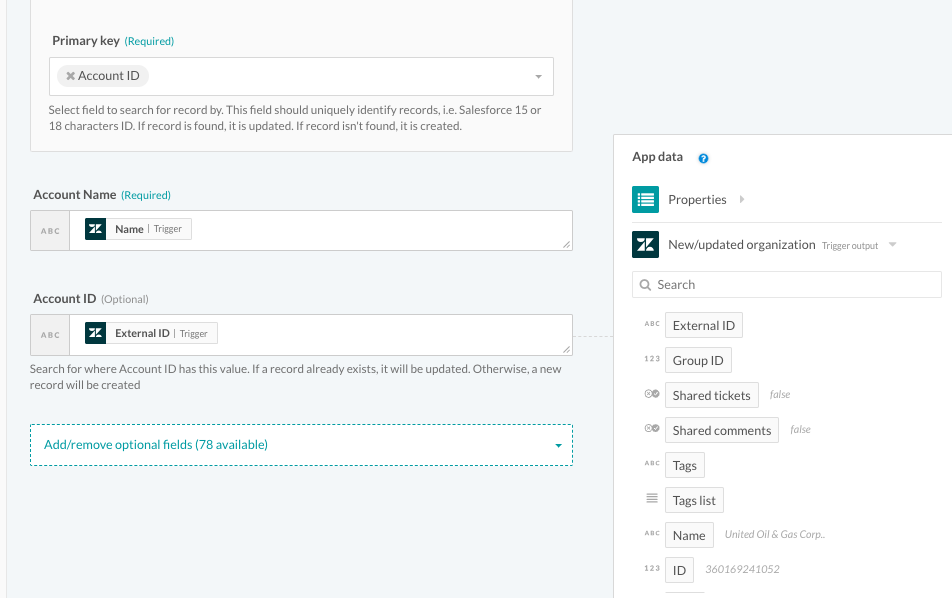 Primary key (Required)
Account ID
Select field to search for record by. This field should uniquely identify records, i.e. Salesforce 15 or
18 characters ID. If record is found, it is updated. If record isn't found, it is created.
Account Name (Required)
ABC
Name | Trigger
Account ID (Optional)
ABC
External ID | Trigger
Search for where Account ID has this value. If a record already exists, it will be updated. Otherwise, a new
record will be created
Add/remove optional fields (78 available)
App data ?
Properties
New/updated organization Trigger output
Search
ABC External ID
123 Group ID
Shared tickets false
Shared comments false
ABC Tags
Tags list
ABC Name United Oil & Gas Corp..
123 ID 360169241052